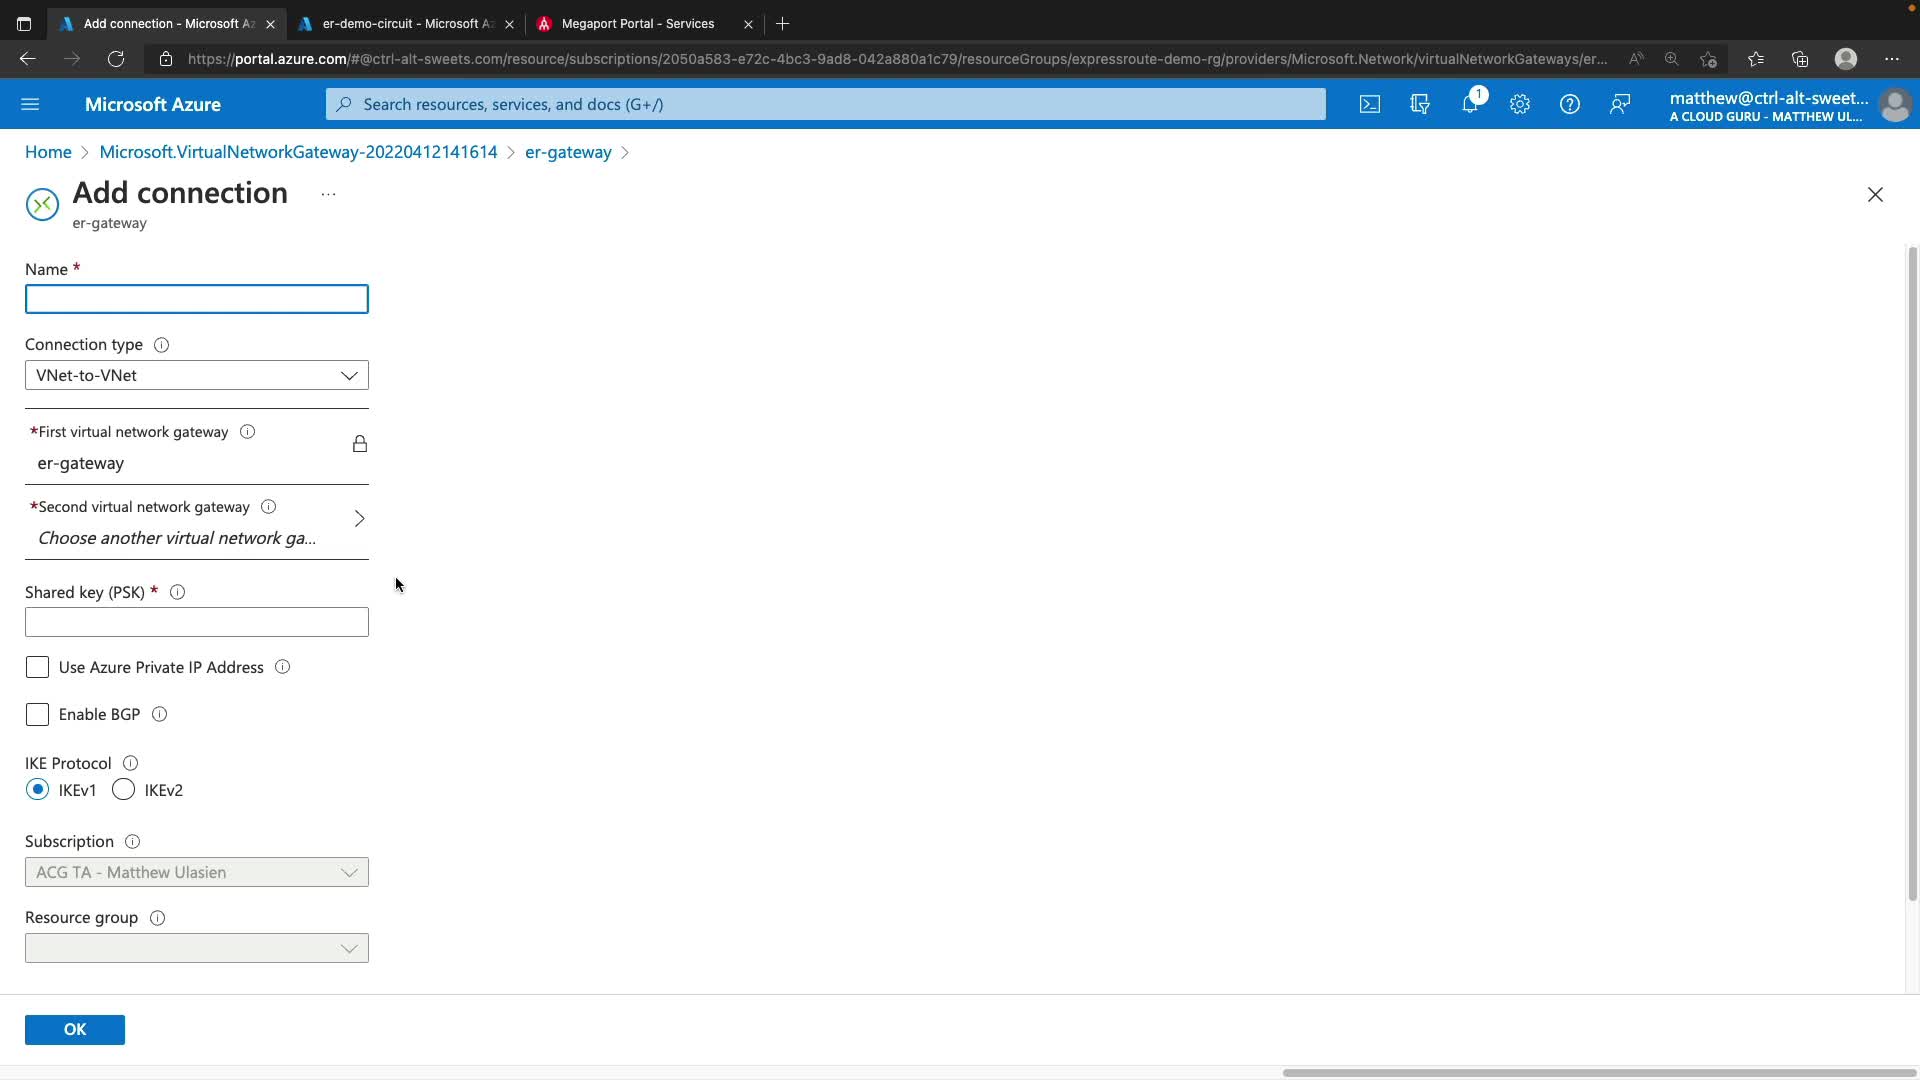 Add connection - Microsoft Az
er-demo-circuit - Microsoft Az
Megaport Portal - Services
https://portal.azure.com/#@ctrl-alt-sweets.com/resource/subscriptions/2050a583-e72c-4bc3-9ad8-042a880a1c79/resourceGroups/expressroute-demo-rg/providers/Microsoft.Network/virtualNetworkGateways/er...
Microsoft Azure
Search resources, services, and docs (G+/)
1
matthew@ctrl-alt-sweet...
A CLOUD GURU - MATTHEW UL...
Home > Microsoft.VirtualNetworkGateway-20220412141614 > er-gateway >
Add connection ...
er-gateway
Name *
Connection type
VNet-to-VNet
*First virtual network gateway
er-gateway
*Second virtual network gateway
Choose another virtual network ga...
Shared key (PSK) *
Use Azure Private IP Address
Enable BGP
IKE Protocol
IKEv1 IKEv2
Subscription
ACG TA - Matthew Ulasien
Resource group
OK